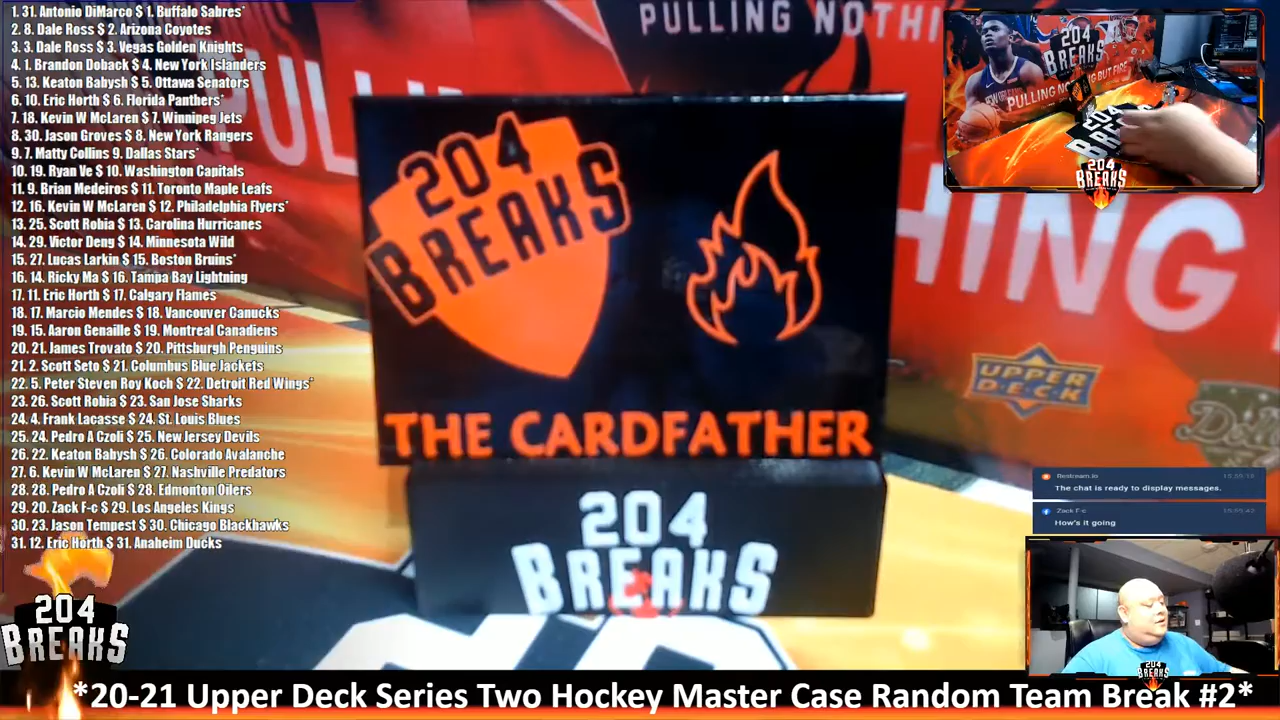 1. 31. Antonio DiMarco $ 1. Buffalo Sabres*
2. 8. Dale Ross $ 2. Arizona Coyotes
3. 3. Dale Ross $ 3. Vegas Golden Knights
4. 1. Brandon Doback $ 4. New York Islanders
5. 13. Keaton Babysh $ 5. Ottawa Senators
6. 10. Eric Horth $ 6. Florida Panthers*
7. 18. Kevin W McLaren $ 7. Winnipeg Jets
8. 30. Jason Groves $ 8. New York Rangers
9. 7. Matty Collins 9. Dallas Stars*
10. 19. Ryan Ve $ 10. Washington Capitals
11. 9. Brian Medeiros $ 11. Toronto Maple Leafs
12. 16. Kevin W McLaren $ 12. Philadelphia Flyers*
13. 25. Scott Robia $ 13. Carolina Hurricanes
14. 29. Victor Deng $ 14. Minnesota Wild
15. 27. Lucas Larkin $ 15. Boston Bruins*
16. 14. Ricky Ma $ 16. Tampa Bay Lightning
17. 11. Eric Horth $ 17. Calgary Flames
18. 17. Marcio Mendes $ 18. Vancouver Canucks
19. 15. Aaron Genaille $ 19. Montreal Canadiens
20. 21. James Trovato $ 20. Pittsburgh Penguins
21. 2. Scott Seto $ 21. Columbus Blue Jackets
22. 5. Peter Steven Roy Koch $ 22. Detroit Red Wings*
23. 26. Scott Robia $ 23. San Jose Sharks
24. 4. Frank Lacasse $ 24. St. Louis Blues
25. 24. Pedro A Czoli $ 25. New Jersey Devils
26. 22. Keaton Babysh $ 26. Colorado Avalanche
27. 6. Kevin W McLaren $ 27. Nashville Predators
28. 28. Pedro A Czoli $ 28. Edmonton Oilers
29. 20. Zack F-c $ 29. Los Angeles Kings
30. 23. Jason Tempest $ 30. Chicago Blackhawks
31. 12. Eric Horth $ 31. Anaheim Ducks
PULLING NOTHI
PUL
HING
204
BREAKS
THE CARDFATHER
204
BREAKS
UPPER
DECK
204
BREAKS
PULLING NOTHING BUT FIRE
204
BREAKS
Restream.io
The chat is ready to display messages.
Zack F-c
How's it going
204
BREAKS
204
BREAKS
*20-21 Upper Deck Series Two Hockey Master Case Random Team Break #2*